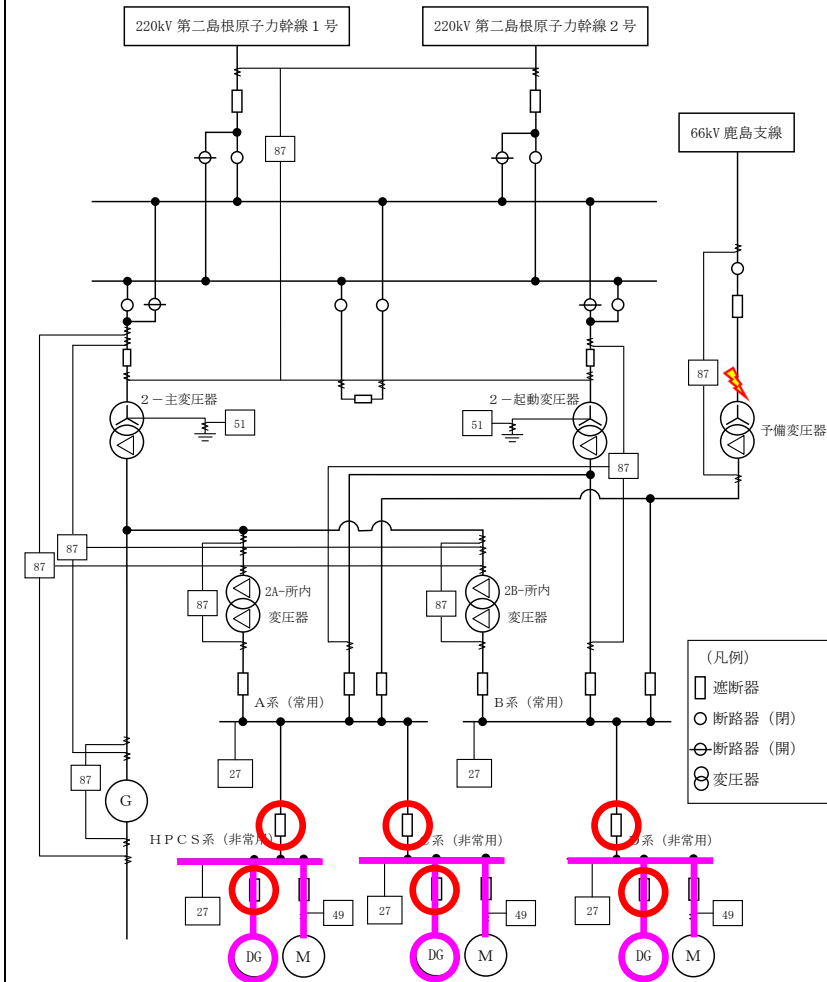 220kV 第二島根原子力幹線１号
220kV 第二島根原子力幹線２号
66kV 鹿島支線
87
87
２－主変圧器
51
２－起動変圧器
51
予備変圧器
87
87
87
87
2A-所内
変圧器
87
2B-所内
変圧器
87
(凡例)
遮断器
断路器（閉）
断路器（開）
変圧器
Ａ系（常用）
Ｂ系（常用）
27
27
G
ＨＰＣＳ系（非常用）
Ｃ系（非常用）
Ｄ系（非常用）
27
49
27
49
27
49
DG
M
DG
M
DG
M